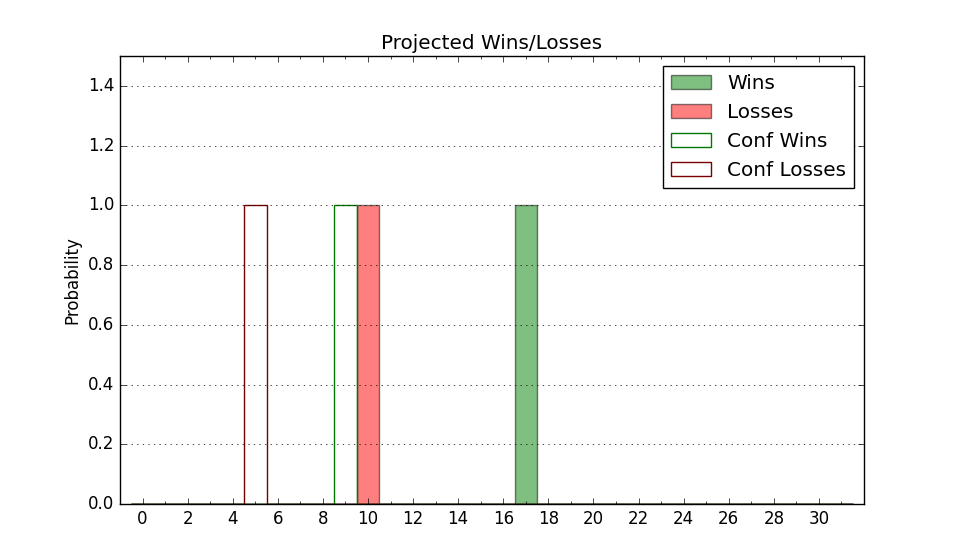 Projected Wins/Losses
Wins
Losses
Conf Wins
Conf Losses
Probability
1.4
1.2
1.0
0.8
0.6
0.4
0.2
0.0
0 2 4 6 8 10 12 14 16 18 20 22 24 26 28 30